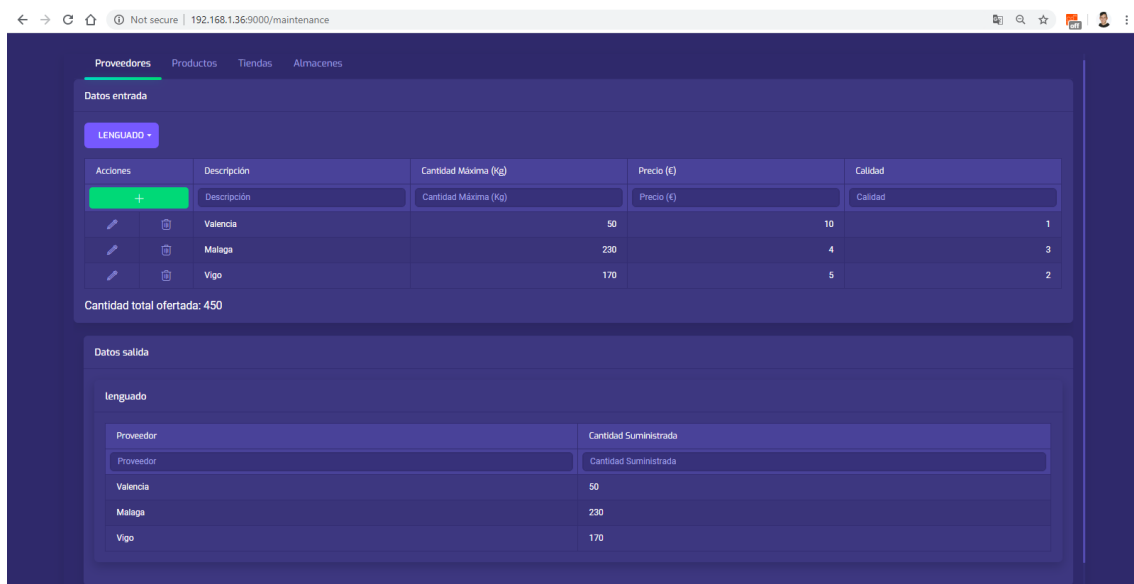 Not secure | 192.168.1.36:9000/maintenance
off
Proveedores Productos Tiendas Almacenes
Datos entrada
LENGUADO
Acciones Descripción Cantidad Máxima (Kg) Precio (€) Calidad
+ Descripción Cantidad Máxima (Kg) Precio (€) Calidad
Valencia 50 10 1
Malaga 230 4 3
Vigo 170 5 2
Cantidad total ofertada: 450
Datos salida
lenguado
Proveedor Cantidad Suministrada
Proveedor Cantidad Suministrada
Valencia 50
Malaga 230
Vigo 170